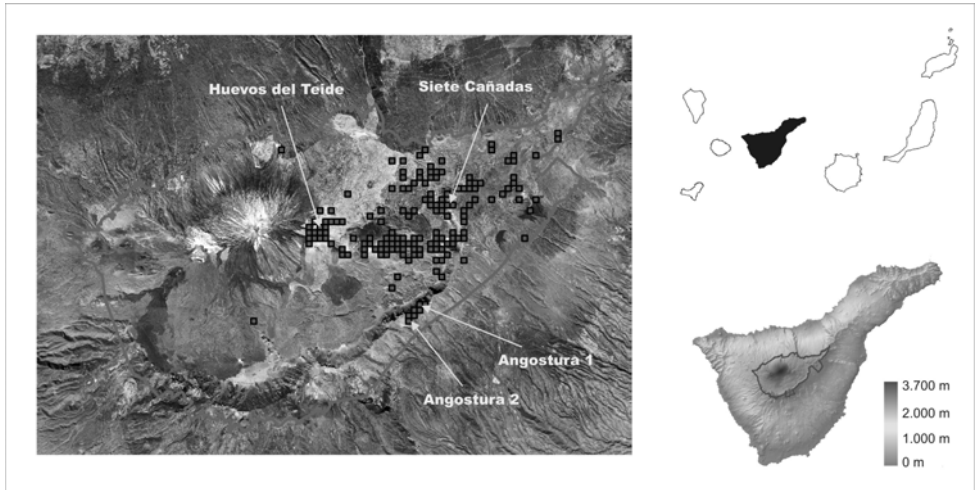 Huevos del Teide
Siete Cañadas
Angostura 1
Angostura 2
3.700 m
2.000 m
1.000 m
0 m